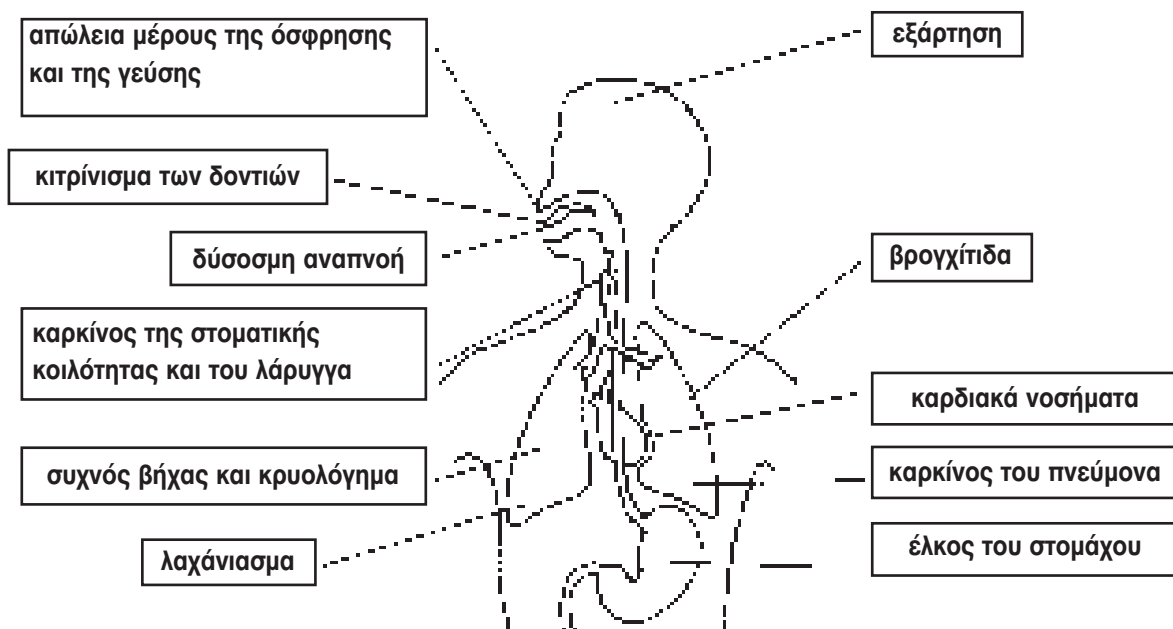 απώλεια μέρους της όσφρησης
και της γεύσης
εξάρτηση
κιτρίνισμα των δοντιών
δύσοσμη αναπνοή
βρογχίτιδα
καρκίνος της στοματικής
κοιλότητας και του λάρυγγα
καρδιακά νοσήματα
συχνός βήχας και κρυολόγημα
καρκίνος του πνεύμονα
λαχάνιασμα
έλκος του στομάχου